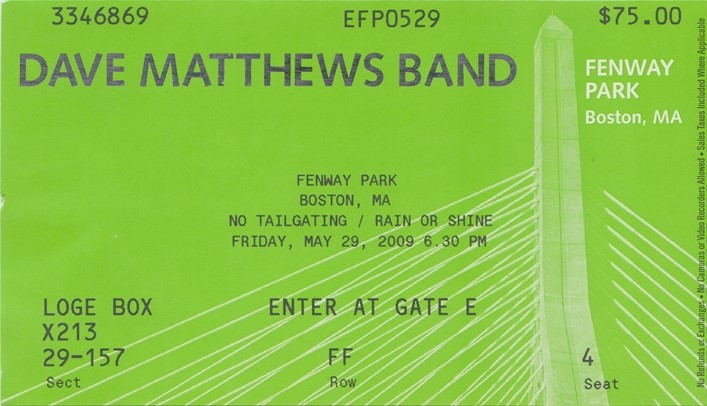 3346869 EFP0529 $75.00
DAVE MATTHEWS BAND
FENWAY
PARK
Boston, MA
FENWAY PARK
BOSTON, MA
NO TAILGATING / RAIN OR SHINE
FRIDAY, MAY 29, 2009 6.30 PM
LOGE BOX ENTER AT GATE E
X213
29-157 FF 4
Sect Row Seat
No Refunds or Exchanges • No Cameras or Video Recorders Allowed • Sales Taxes Included Where Applicable